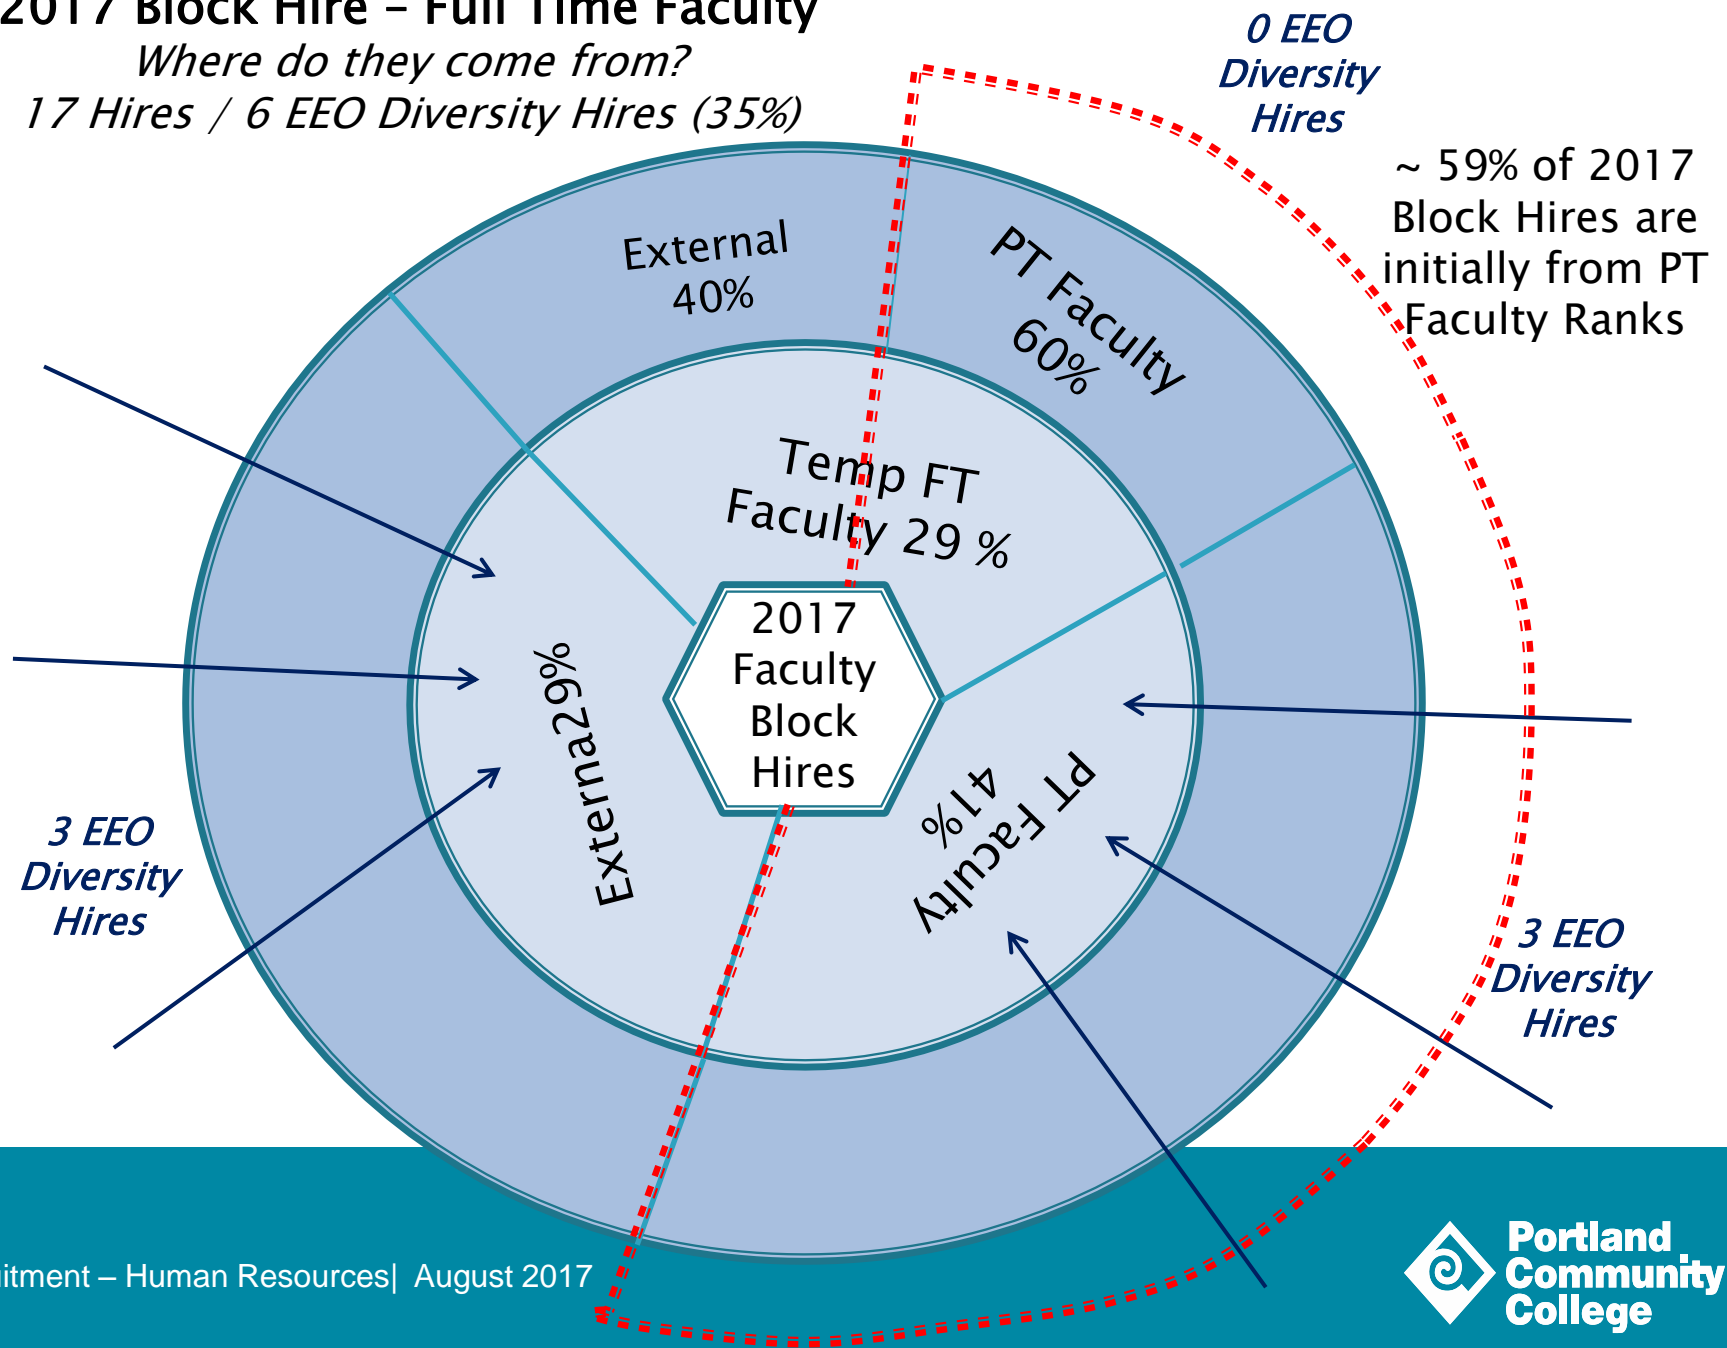 2017 Block Hire – Full Time Faculty
Where do they come from?
17 Hires / 6 EEO Diversity Hires (35%)
0 EEO
Diversity
Hires
~ 59% of 2017
Block Hires are
initially from PT
Faculty Ranks
External
40%
PT Faculty
60%
Temp FT
Faculty 29 %
2017
Faculty
Block
Hires
Externa29%
PT Faculty
41%
3 EEO
Diversity
Hires
3 EEO
Diversity
Hires
itment – Human Resources| August 2017
Portland
Community
College